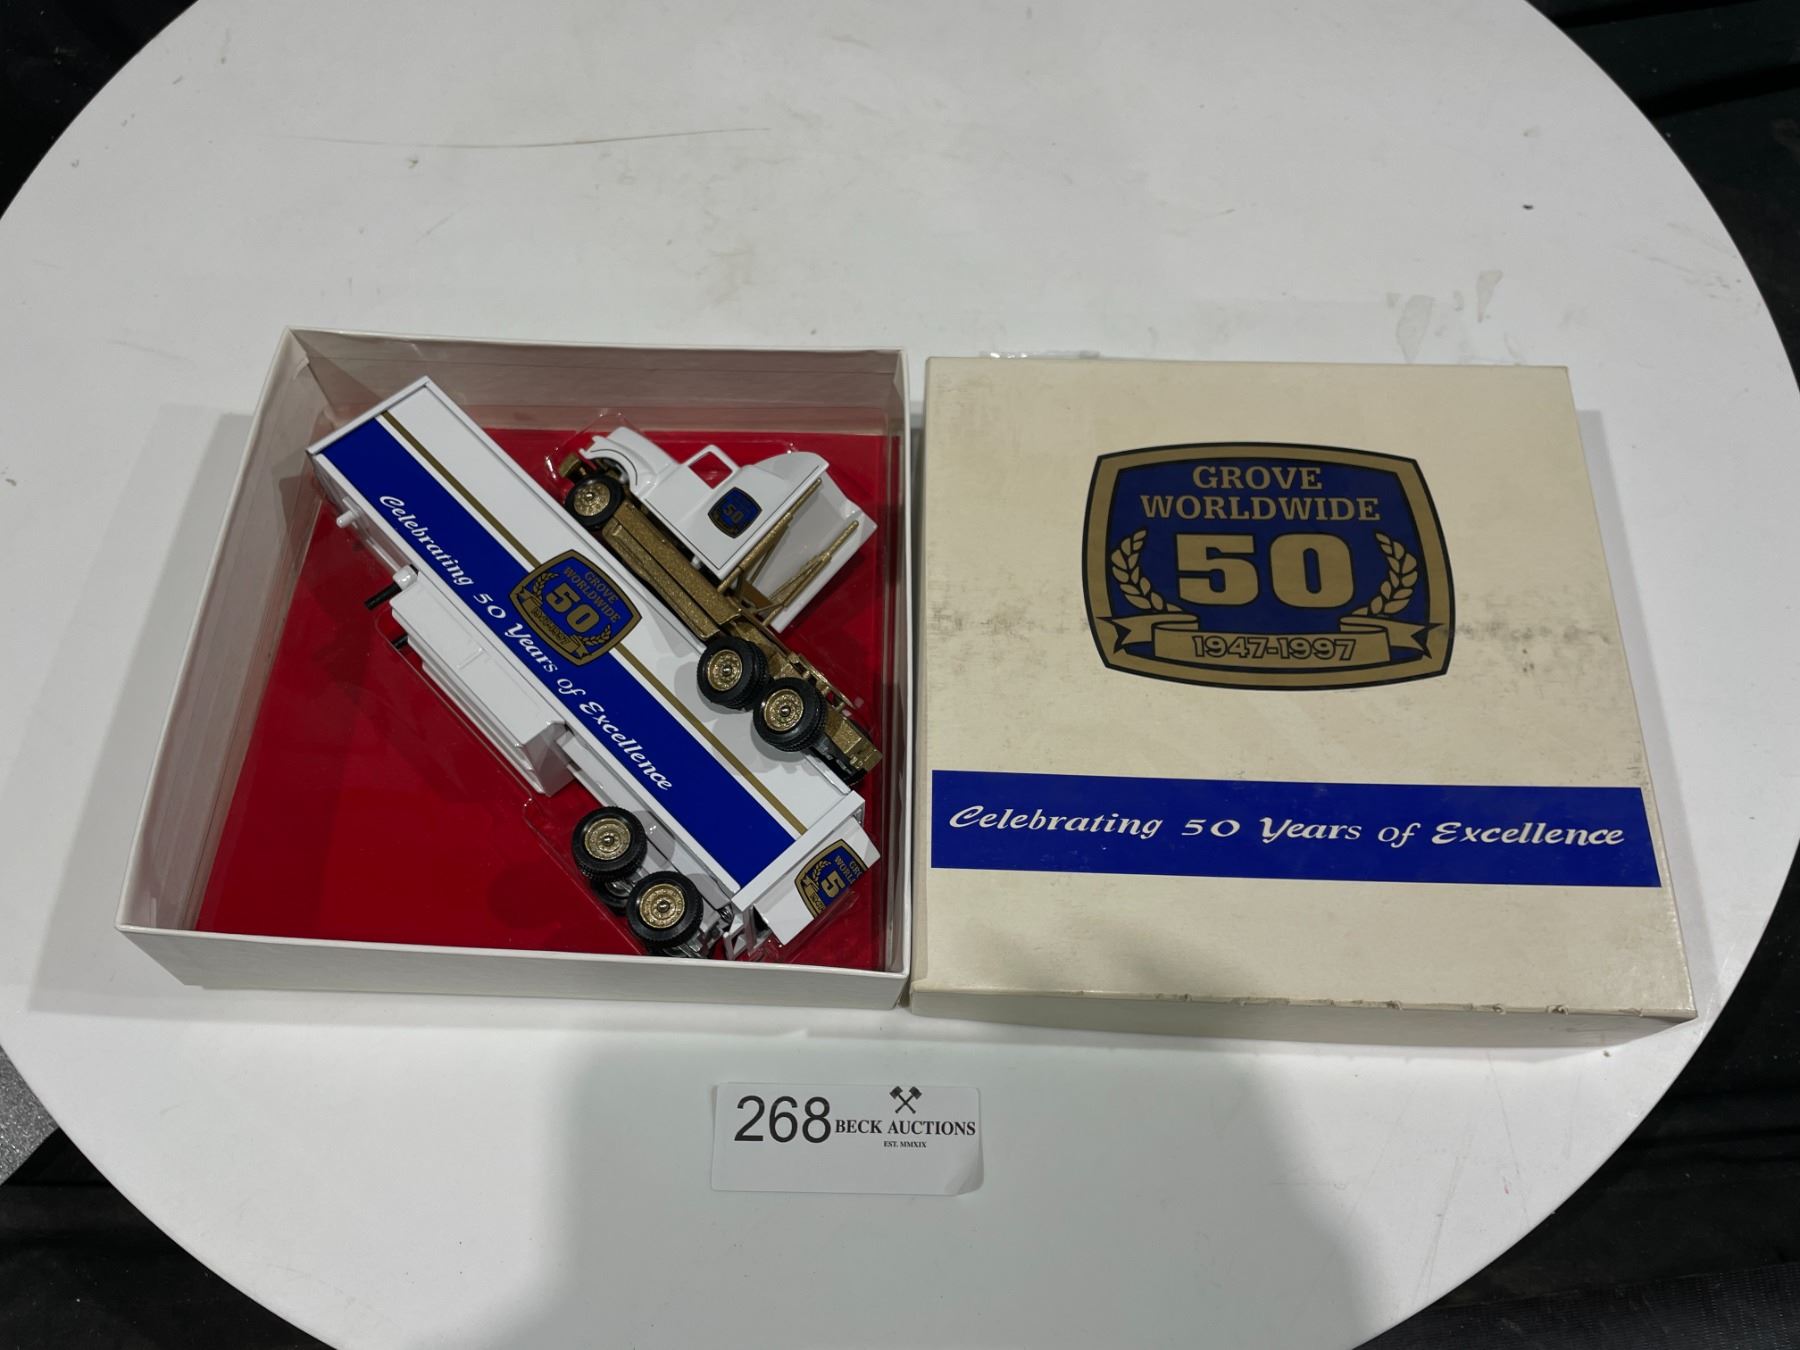 Celebrating 50 Years of Excellence
GROVE
WORLDWIDE
50
50
GROVE
WORLDWIDE
50
1947-1997
Celebrating 50 Years of Excellence
268
BECK AUCTIONS
EST. MMXIX